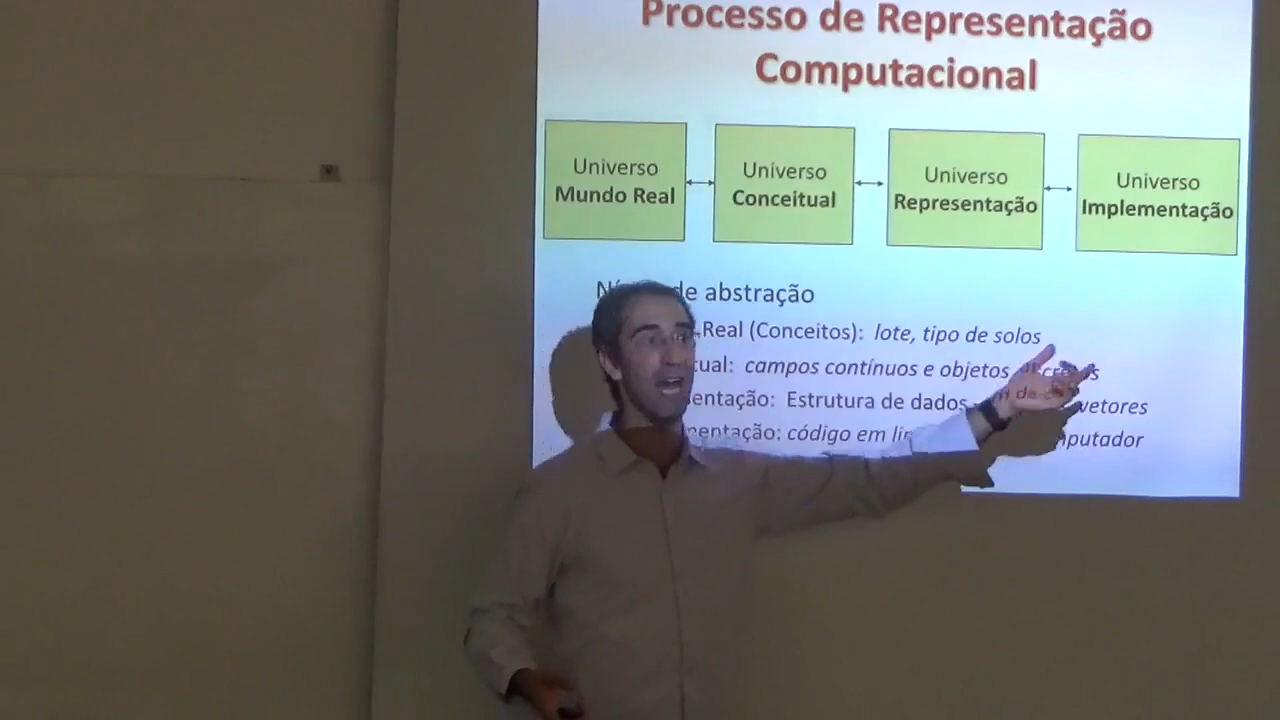 Processo de Representação
Computacional
Universo
Mundo Real
Universo
Conceitual
Universo
Representação
Universo
Implementação
de abstração
Real (Conceitos): lote, tipo de solos
campos contínuos e objetos
Estrutura de dados
vetores
código em